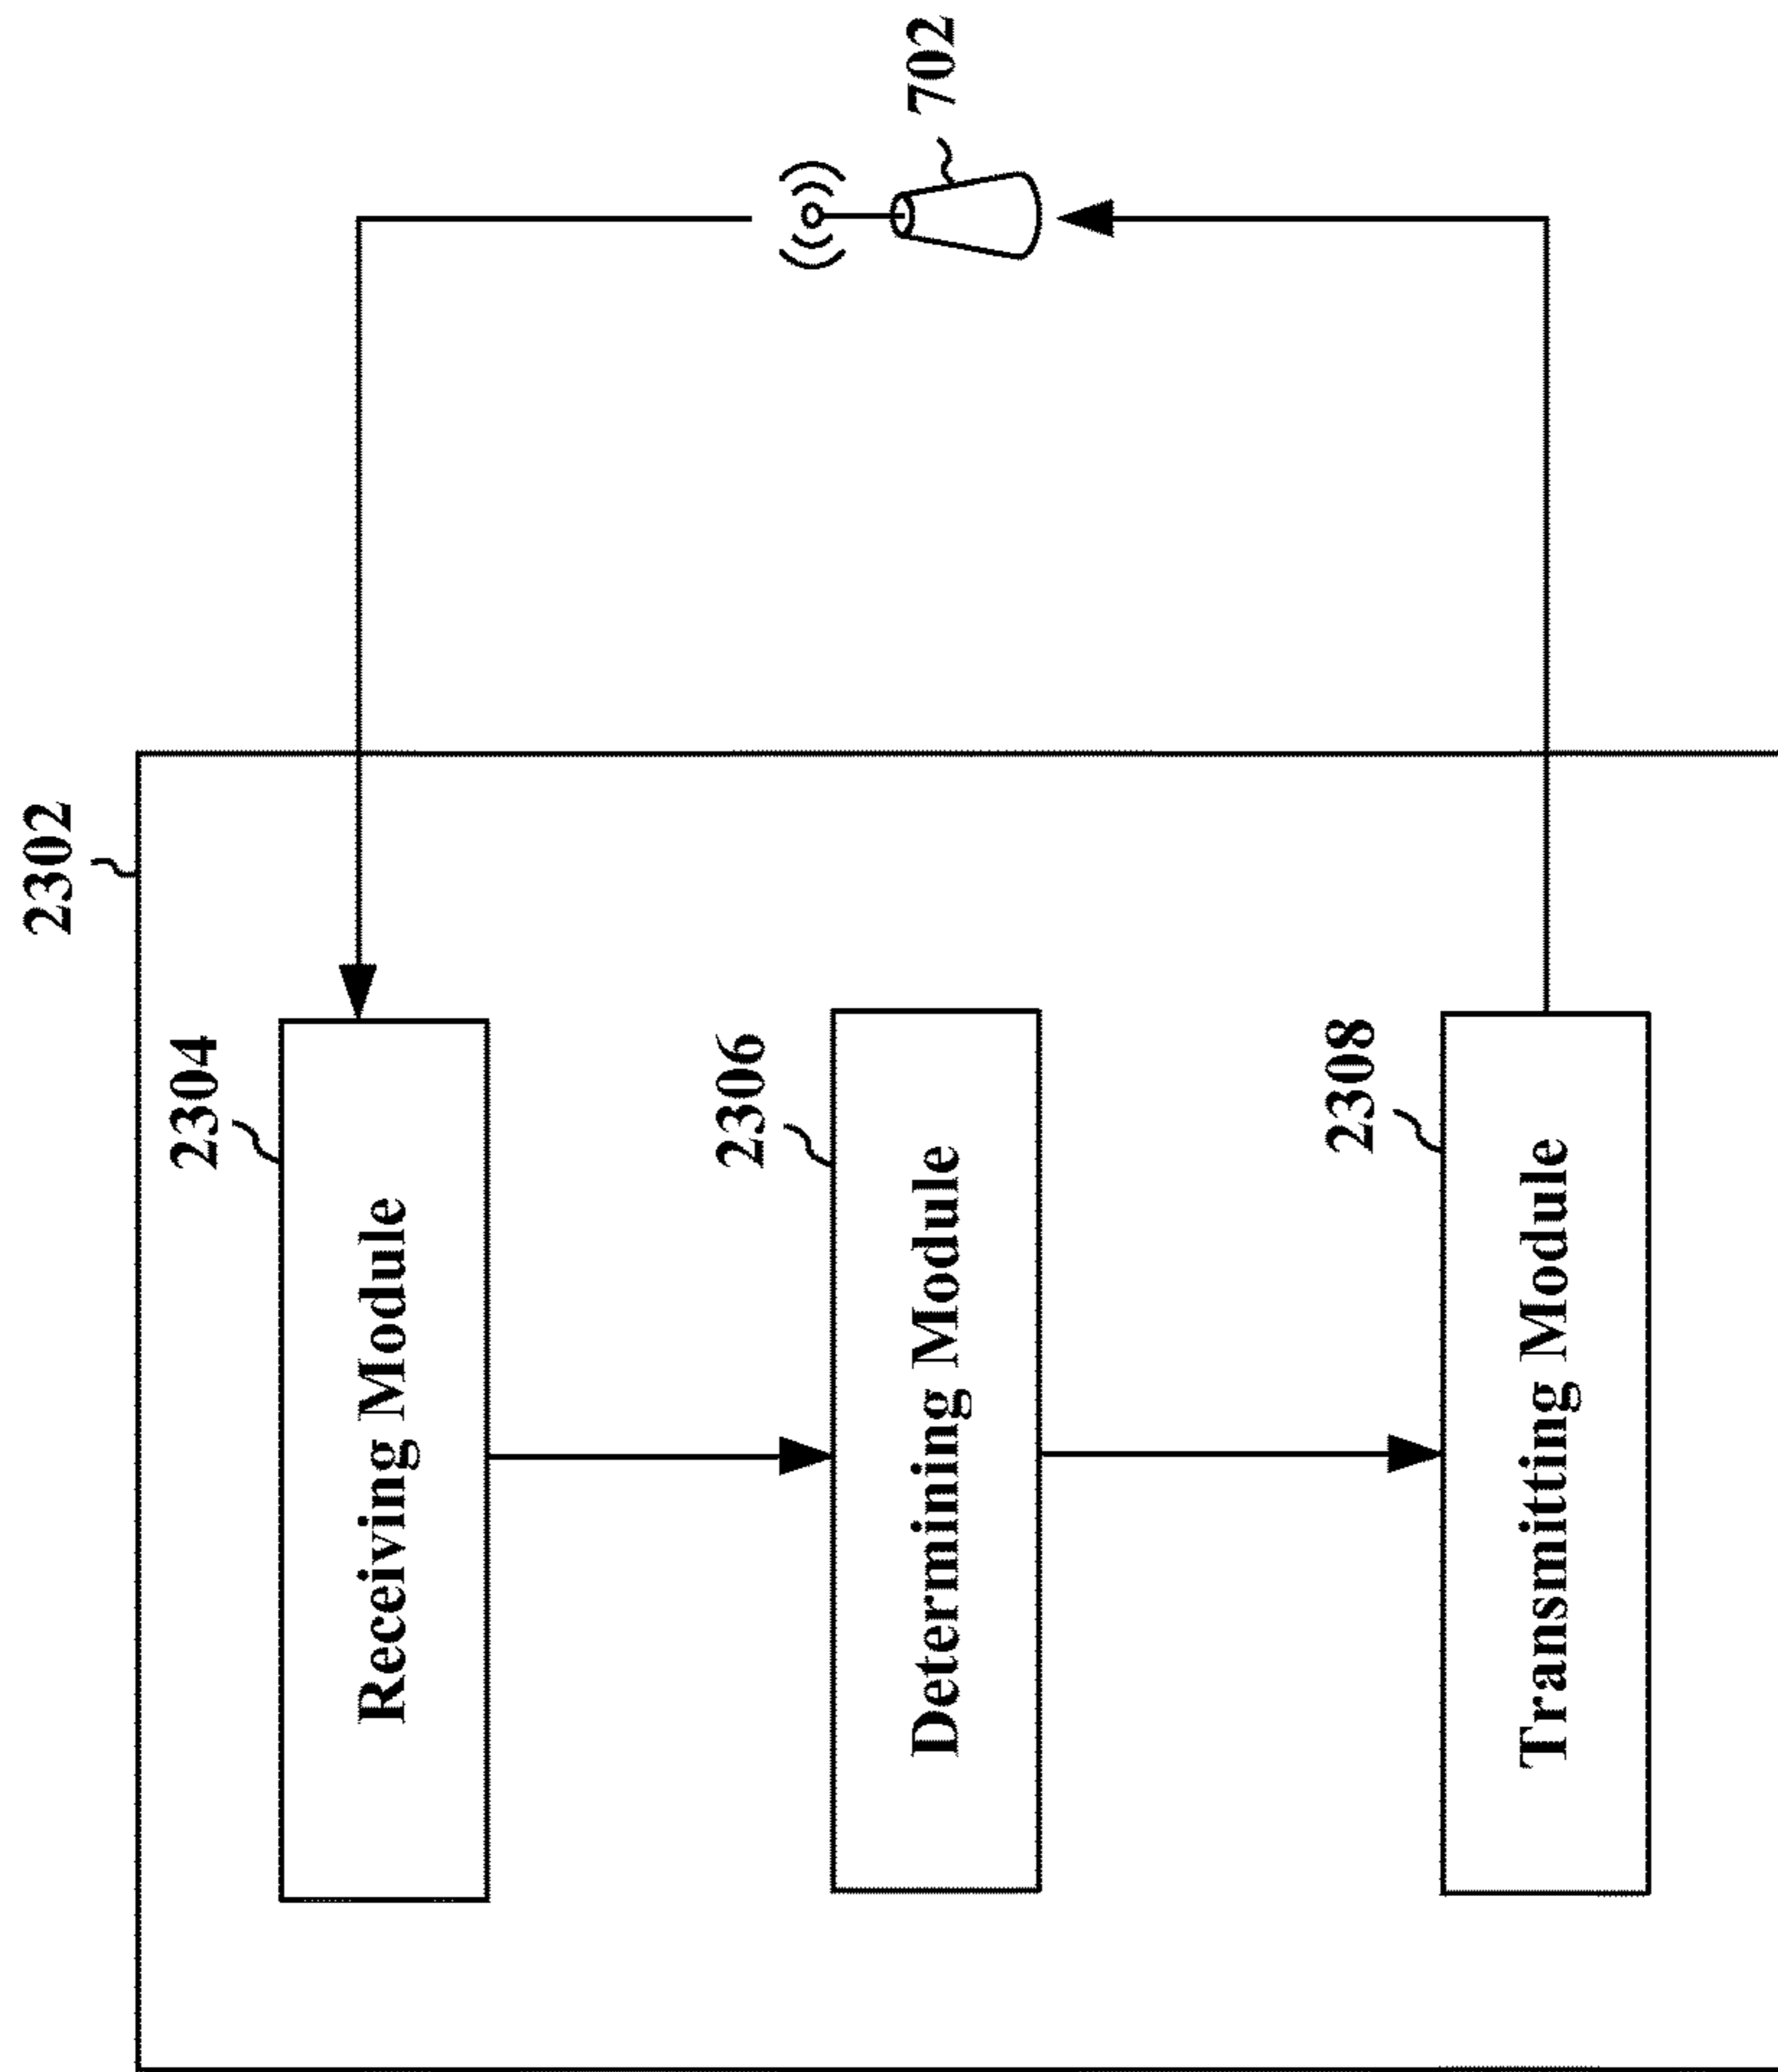 2302
2304
Receiving Module
2306
Determining Module
2308
Transmitting Module
702